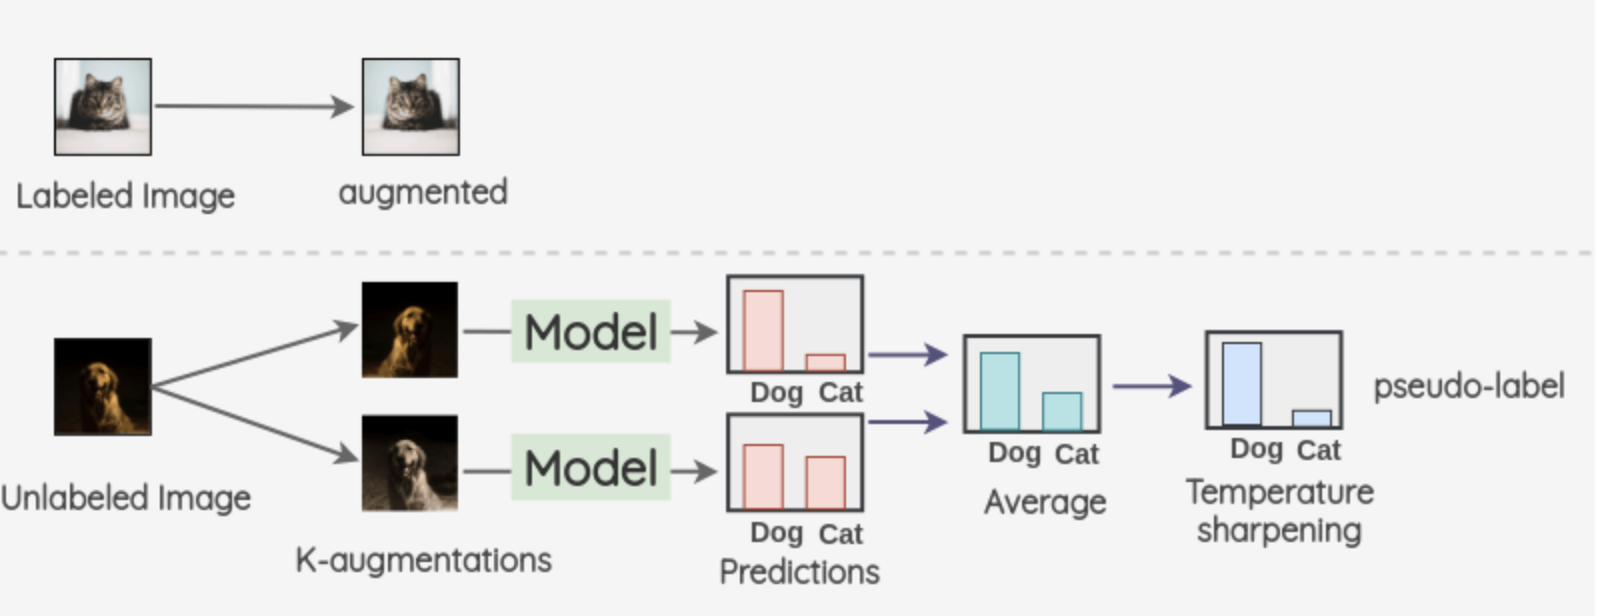 Labeled Image
augmented
Model
Dog Cat
Model
Dog Cat
Predictions
Unlabeled Image
K-augmentations
Dog Cat
Average
Dog Cat
Temperature
sharpening
pseudo-label